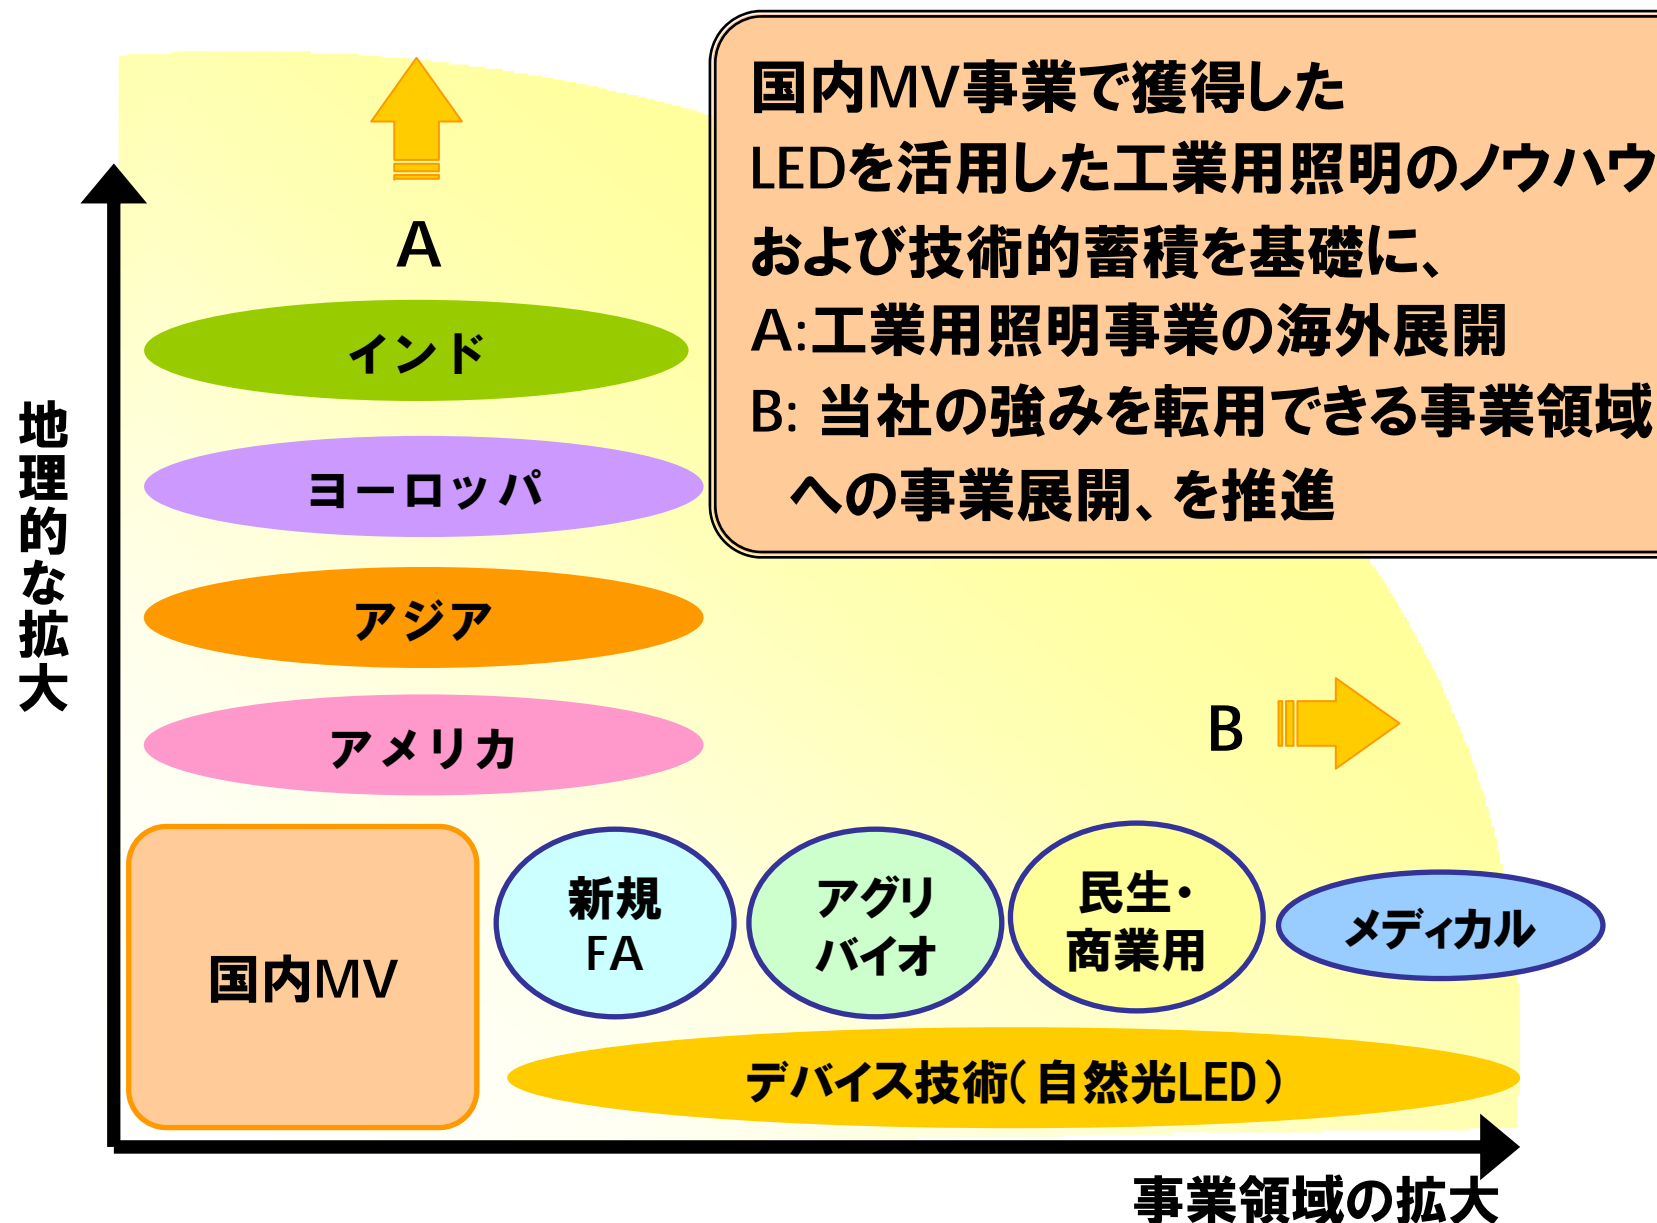 国内MV事業で獲得した
LEDを活用した工業用照明のノウハウ
および技術的蓄積を基礎に、
A:工業用照明事業の海外展開
B: 当社の強みを転用できる事業領域
への事業展開、を推進
A
インド
ヨーロッパ
アジア
アメリカ
地理的な拡大
B
国内MV
新規
FA
アグリ
バイオ
民生・
商業用
メディカル
デバイス技術(自然光LED)
事業領域の拡大